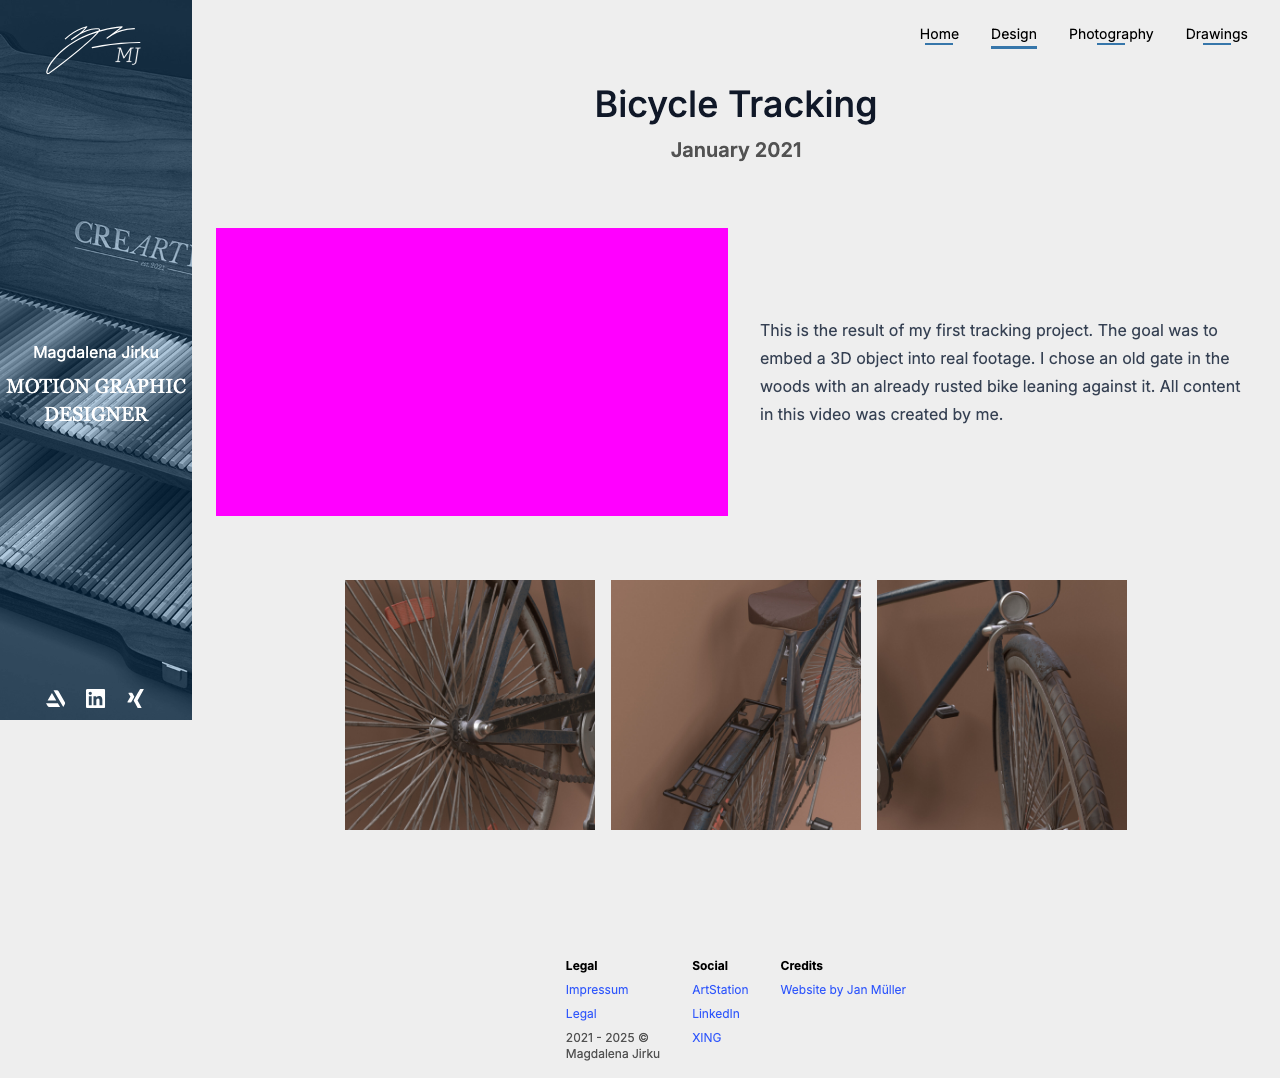 MJ
Home
Design
Photography
Drawings
Bicycle Tracking
January 2021
CREARTI
est. 2021
Magdalena Jirku
MOTION GRAPHIC
DESIGNER
This is the result of my first tracking project. The goal was to
embed a 3D object into real footage. I chose an old gate in the
woods with an already rusted bike leaning against it. All content
in this video was created by me.
in
Legal
Impressum
Legal
2021 - 2025 ©
Magdalena Jirku
Social
ArtStation
LinkedIn
XING
Credits
Website by Jan Müller